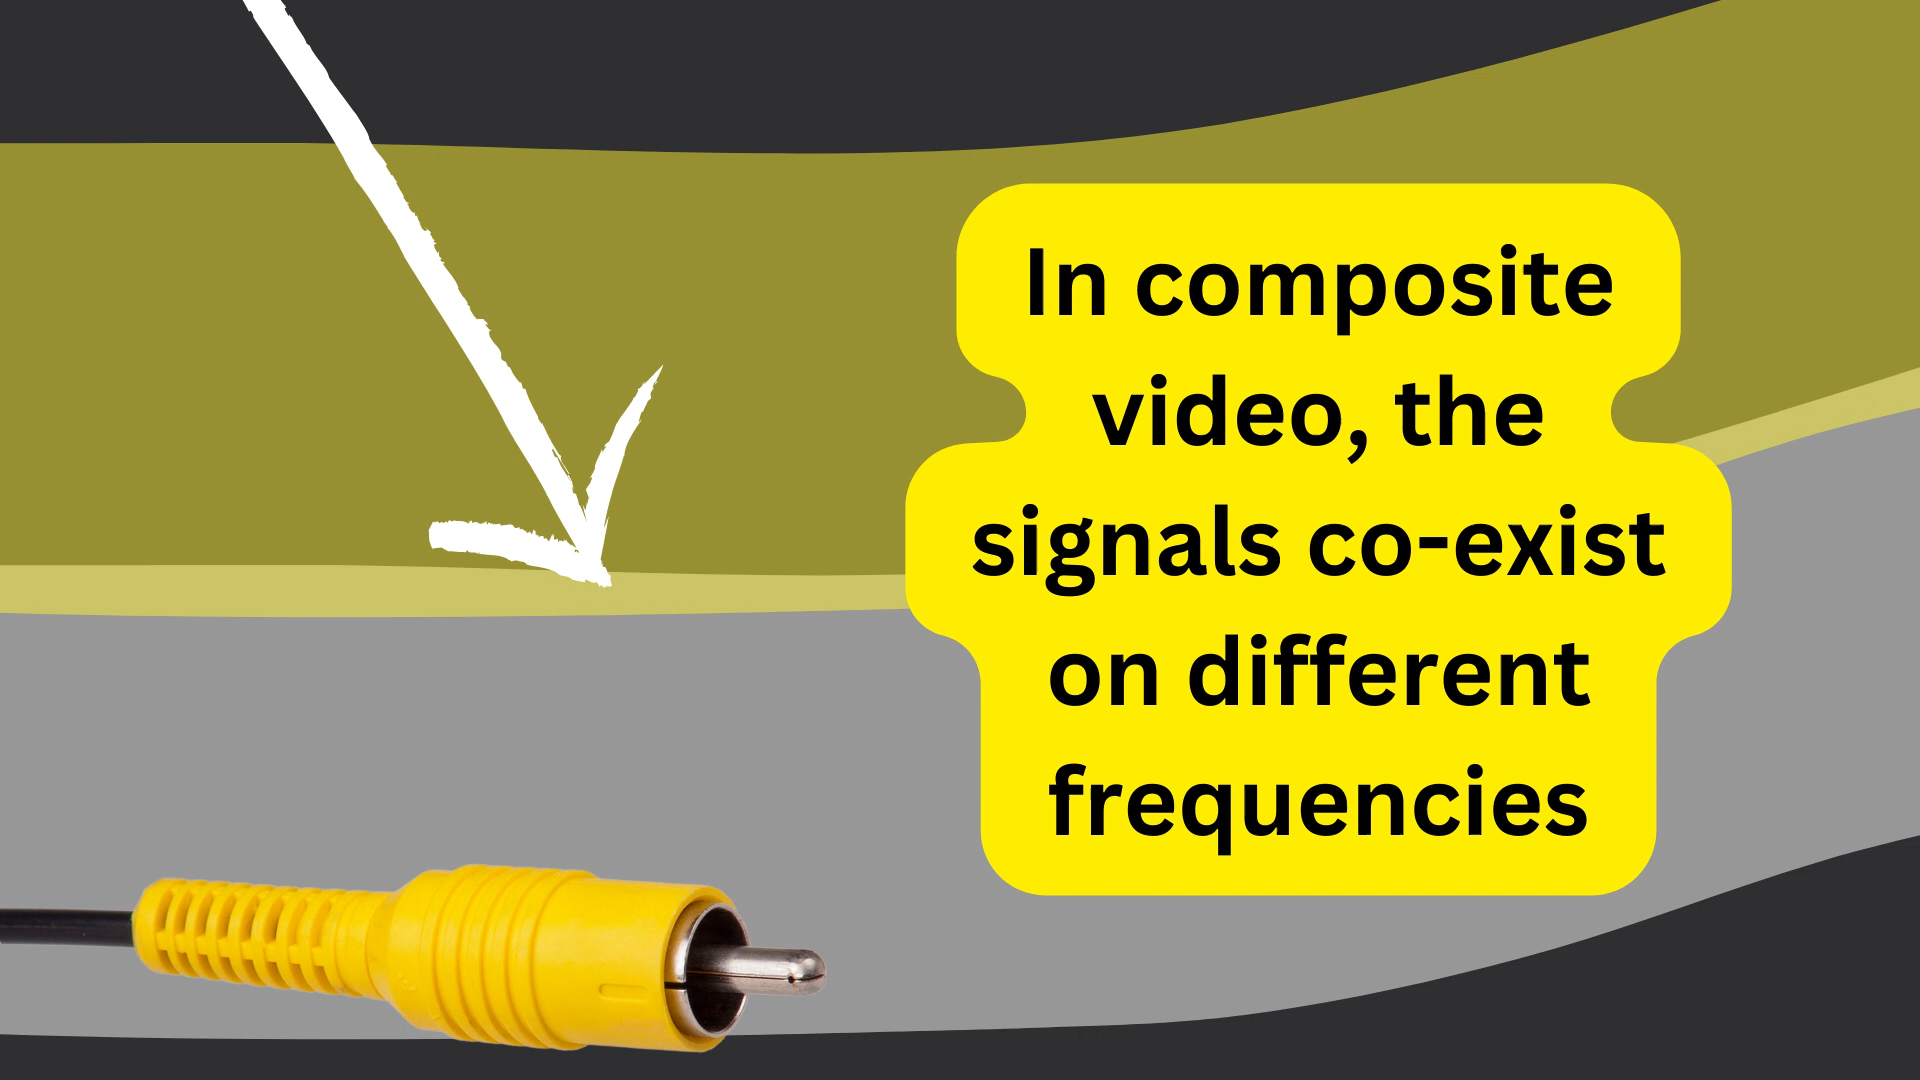 In composite
video, the
signals co-exist
on different
frequencies